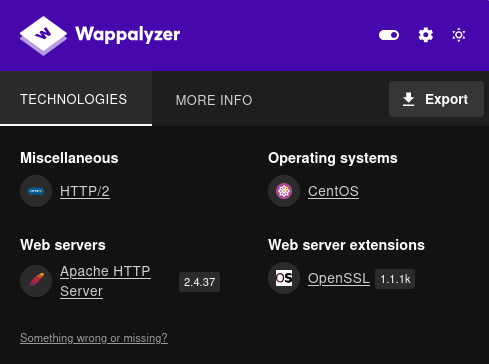 Wappalyzer
TECHNOLOGIES
MORE INFO
Export
Miscellaneous
HTTP/2
Operating systems
CentOS
Web servers
Apache HTTP
Server
2.4.37
Web server extensions
OpenSSL
1.1.1k
Something wrong or missing?